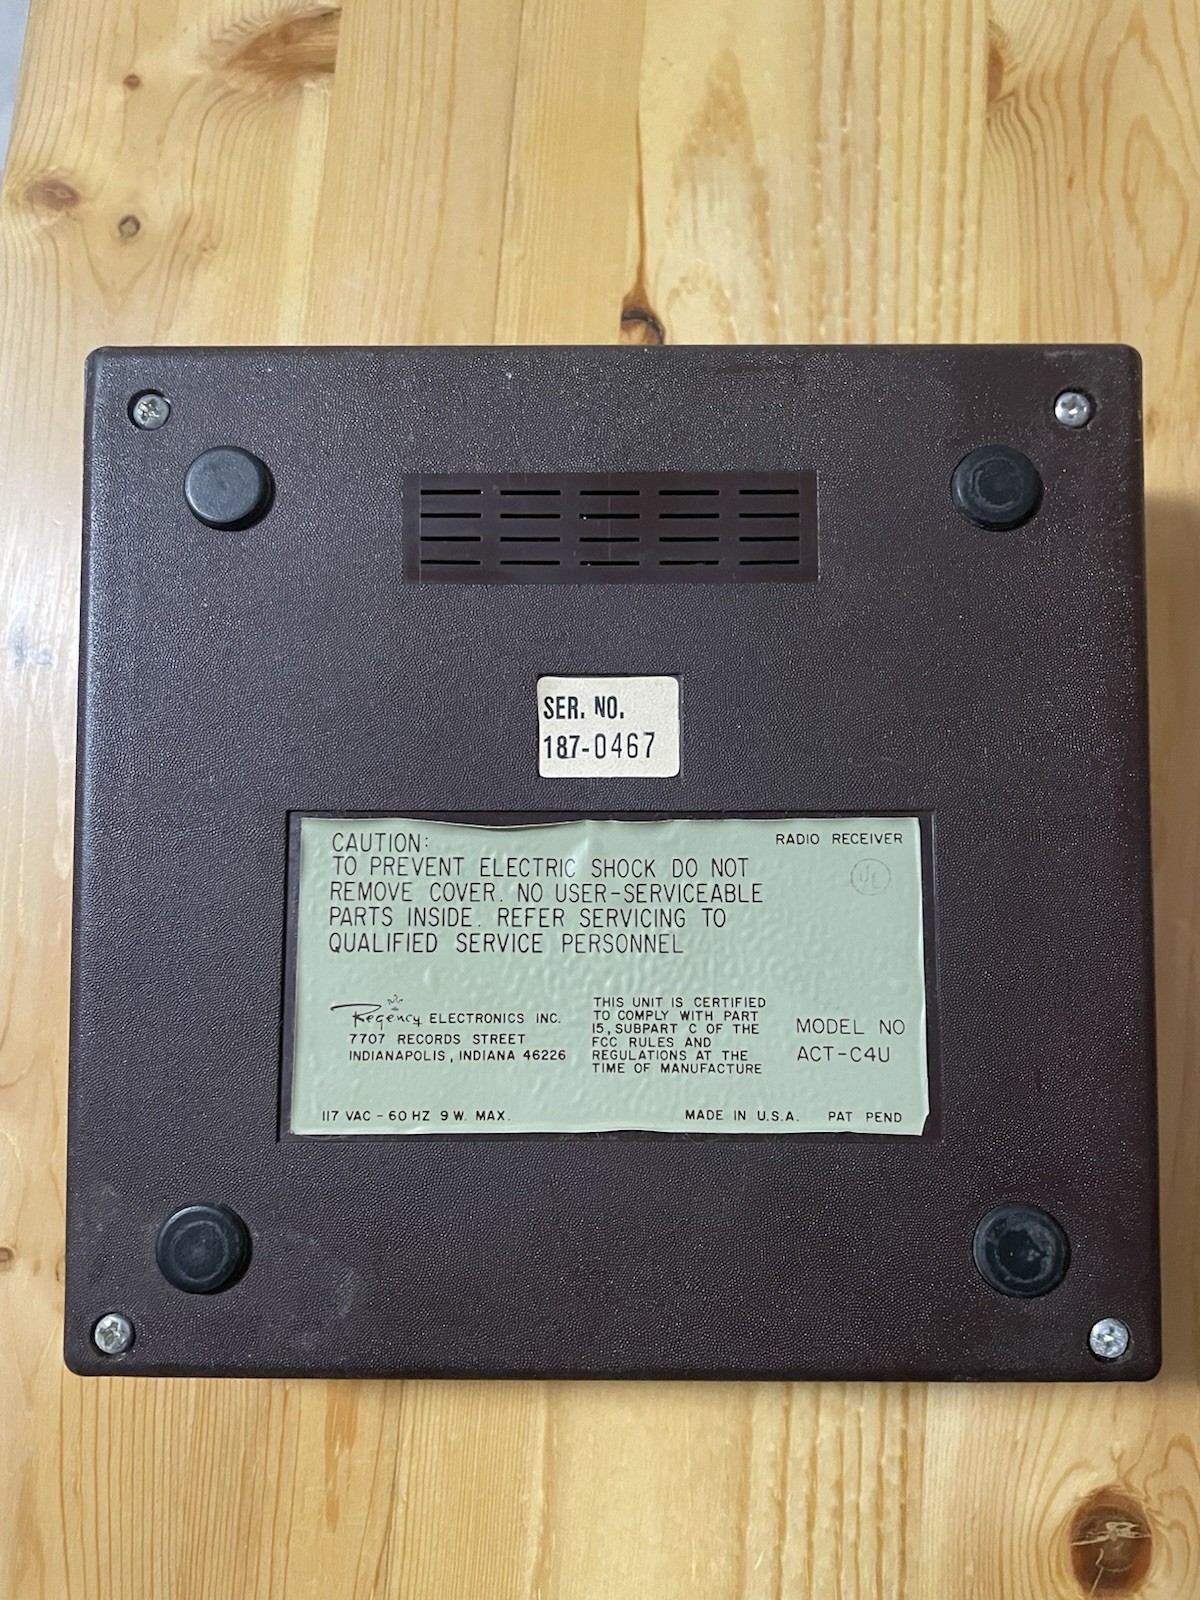 SER. NO.
187-0467
CAUTION:
TO PREVENT ELECTRIC SHOCK DO NOT
REMOVE COVER. NO USER-SERVICEABLE
PARTS INSIDE. REFER SERVICING TO
QUALIFIED SERVICE PERSONNEL
RADIO RECEIVER
UL
Regency ELECTRONICS INC.
7707 RECORDS STREET
INDIANAPOLIS, INDIANA 46226
THIS UNIT IS CERTIFIED
TO COMPLY WITH PART
15, SUBPART C OF THE
FCC RULES AND
REGULATIONS AT THE
TIME OF MANUFACTURE
MODEL NO
ACT-C4U
117 VAC - 60 HZ 9 W. MAX.
MADE IN U.S.A. PAT PEND